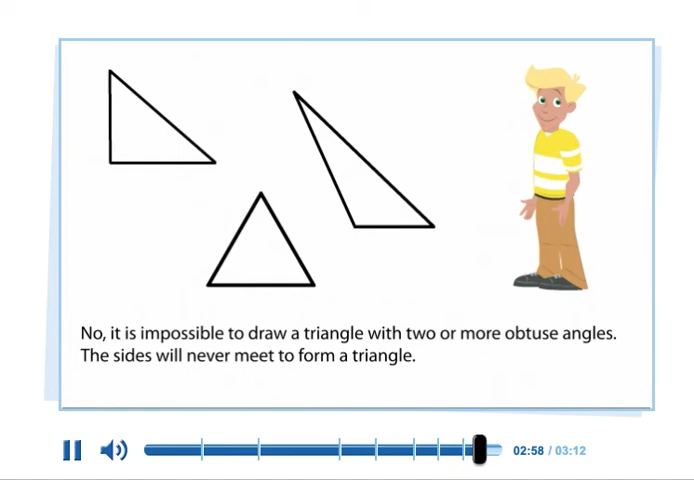 No, it is impossible to draw a triangle with two or more obtuse angles.
The sides will never meet to form a triangle.
02:58 / 03:12